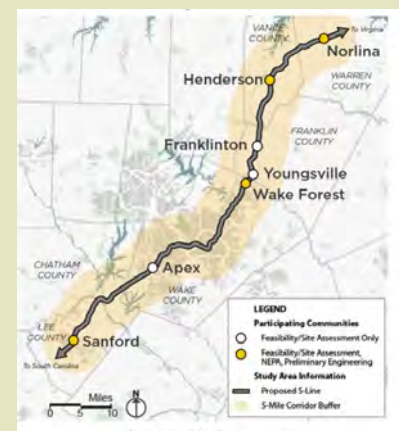 To Virginia
VANCE
COUNTY
Norlina
Henderson
WARREN
COUNTY
Franklinton
FRANKLIN
COUNTY
Youngsville
Wake Forest
CHATHAM
COUNTY
Apex
WAKE
COUNTY
LEE
COUNTY
Sanford
To South Carolina
Miles
0 5 10
N
LEGEND
Participating Communities
Feasibility/Site Assessment Only
Feasibility/Site Assessment,
NEPA, Preliminary Engineering
Study Area Information
Proposed S-Line
5-Mile Corridor Buffer